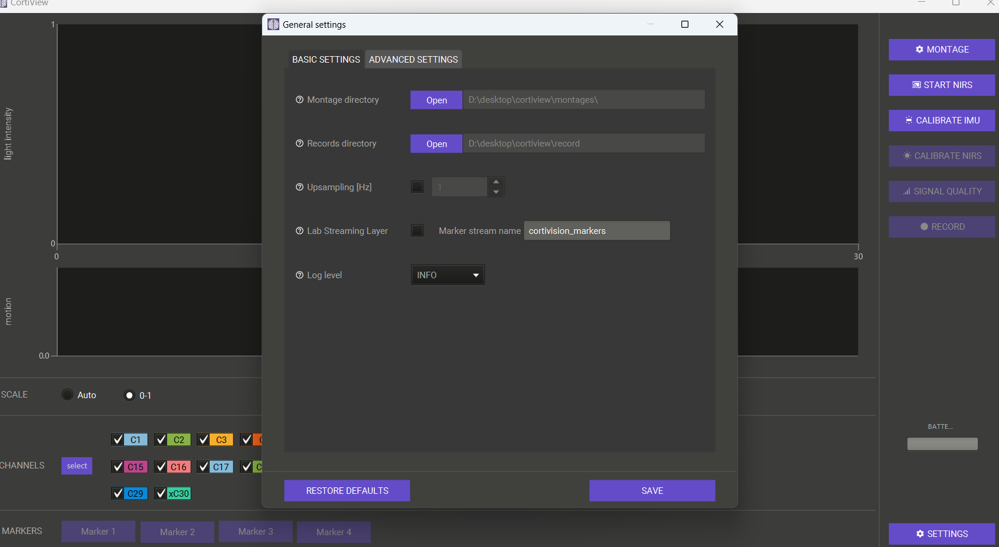 CortiView
General settings
BASIC SETTINGS ADVANCED SETTINGS
Montage directory Open D:\desktop\cortiview\montages\
Records directory Open D:\desktop\cortiview\record
Upsampling [Hz] 1
Lab Streaming Layer Marker stream name cortivision_markers
Log level INFO
RESTORE DEFAULTS SAVE
1
light intensity
0
0 30
motion
0.0
SCALE Auto 0-1
CHANNELS select
C1 C2 C3
C15 C16 C17
C29 xC30
MARKERS Marker 1 Marker 2 Marker 3 Marker 4
MONTAGE
START NIRS
CALIBRATE IMU
CALIBRATE NIRS
SIGNAL QUALITY
RECORD
BATTE...
SETTINGS